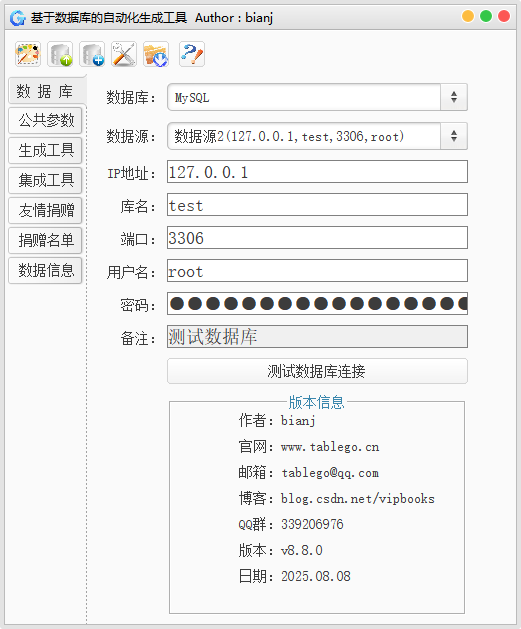 基于数据库的自动化生成工具 Author : bianj
数 据 库
公共参数
生成工具
集成工具
友情捐赠
捐赠名单
数据信息
数据库： MySQL
数据源： 数据源2(127.0.0.1,test,3306,root)
IP地址： 127.0.0.1
库名： test
端口： 3306
用户名： root
密码： ●●●●●●●●●●●●●●●●●
备注： 测试数据库
测试数据库连接
版本信息
作者：bianj
官网：www.tablego.cn
邮箱：tablego@qq.com
博客：blog.csdn.net/vipbooks
QQ群：339206976
版本：v8.8.0
日期：2025.08.08